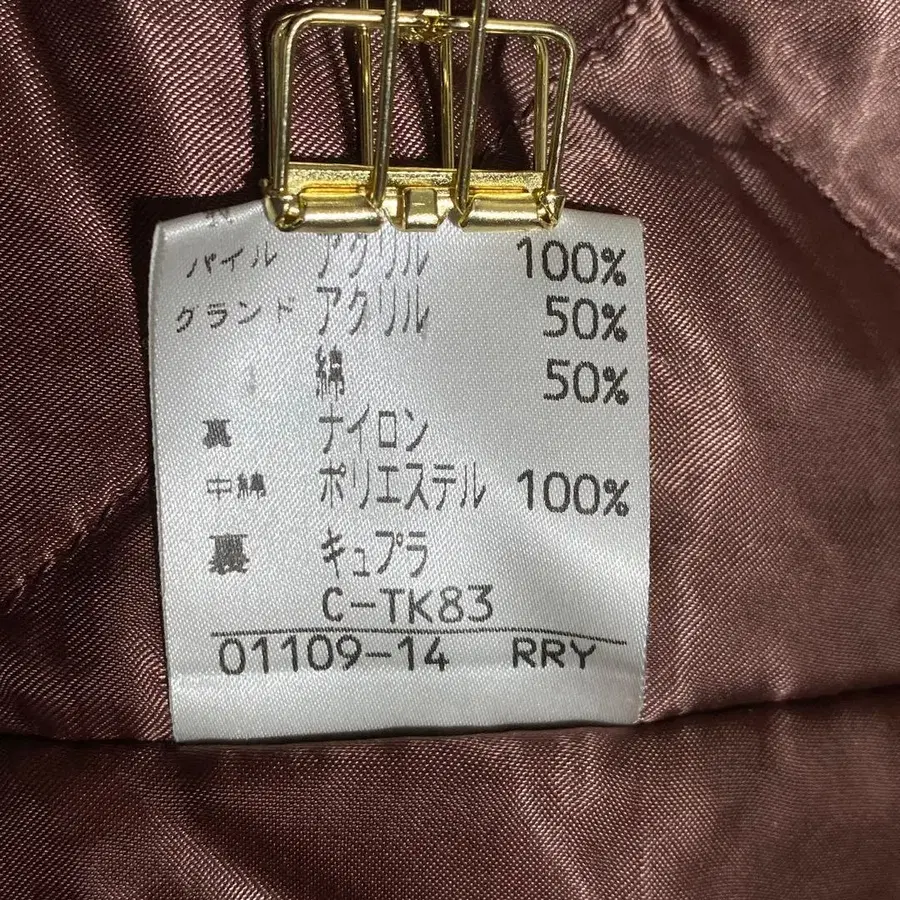 パイル アクリル 100%
グランド アクリル 50%
綿 50%
裏 ナイロン
中綿 ポリエステル 100%
裏 キュプラ
C-TK83
01109-14 RRY